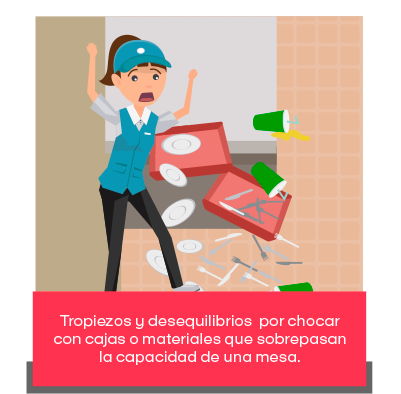 Tropiezos y desequilibrios por chocar
con cajas o materiales que sobrepasan
la capacidad de una mesa.